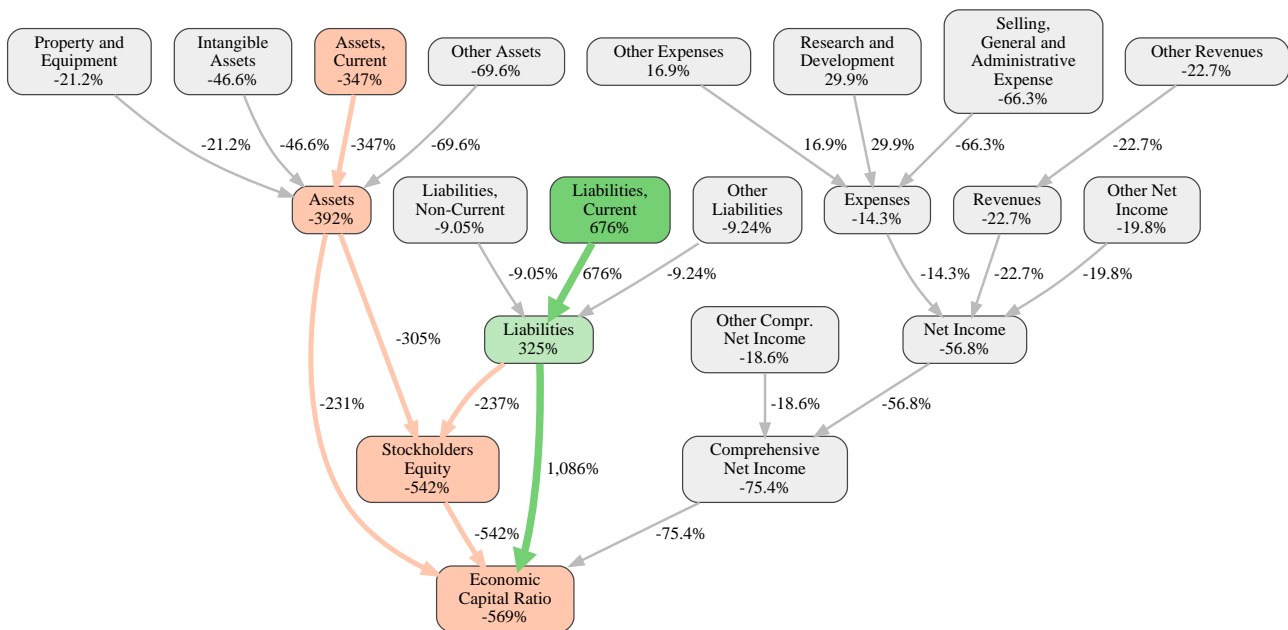 Property and
Equipment
-21.2%
Intangible
Assets
-46.6%
Assets,
Current
-347%
Other Assets
-69.6%
Other Expenses
16.9%
Research and
Development
29.9%
Selling,
General and
Administrative
Expense
-66.3%
Other Revenues
-22.7%
-21.2%
-46.6%
-347%
-69.6%
16.9%
29.9%
-66.3%
-22.7%
Assets
-392%
Liabilities,
Non-Current
-9.05%
Liabilities,
Current
676%
Other
Liabilities
-9.24%
Expenses
-14.3%
Revenues
-22.7%
Other Net
Income
-19.8%
-9.05%
676%
-9.24%
-14.3%
-22.7%
-19.8%
-305%
Liabilities
325%
Other Compr.
Net Income
-18.6%
Net Income
-56.8%
-231%
-237%
-18.6%
-56.8%
Stockholders
Equity
-542%
1,086%
Comprehensive
Net Income
-75.4%
-542%
-75.4%
Economic
Capital Ratio
-569%